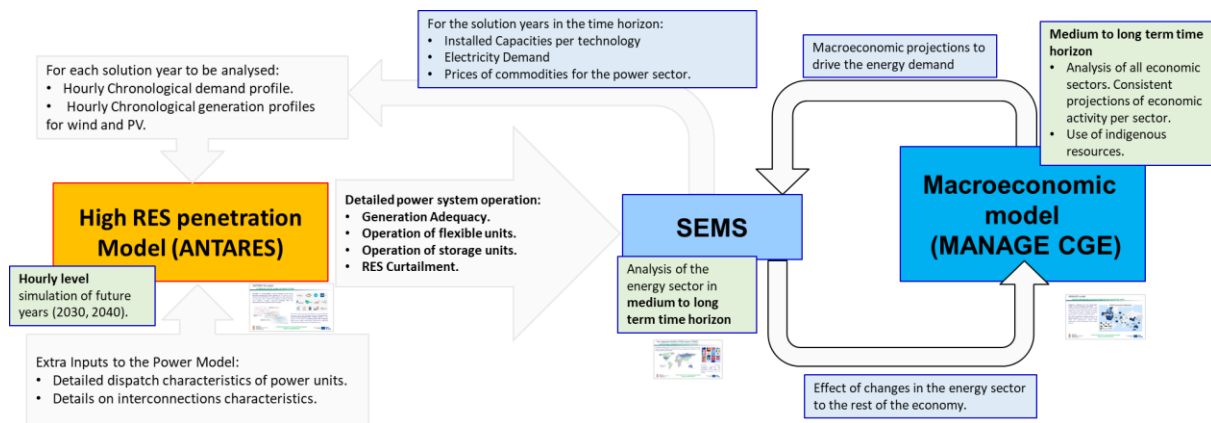 For each solution year to be analysed:
• Hourly Chronological demand profile.
• Hourly Chronological generation profiles
for wind and PV.
For the solution years in the time horizon:
• Installed Capacities per technology
• Electricity Demand
• Prices of commodities for the power sector.
Macroeconomic projections to
drive the energy demand
Medium to long term time
horizon
• Analysis of all economic
sectors. Consistent
projections of economic
activity per sector.
• Use of indigenous
resources.
High RES penetration
Model (ANTARES)
Hourly level
simulation of future
years (2030, 2040).
Detailed power system operation:
• Generation Adequacy.
• Operation of flexible units.
• Operation of storage units.
• RES Curtailment.
SEMS
Analysis of the
energy sector in
medium to long
term time horizon
Macroeconomic
model
(MANAGE CGE)
Extra Inputs to the Power Model:
• Detailed dispatch characteristics of power units.
• Details on interconnections characteristics.
Effect of changes in the energy sector
to the rest of the economy.